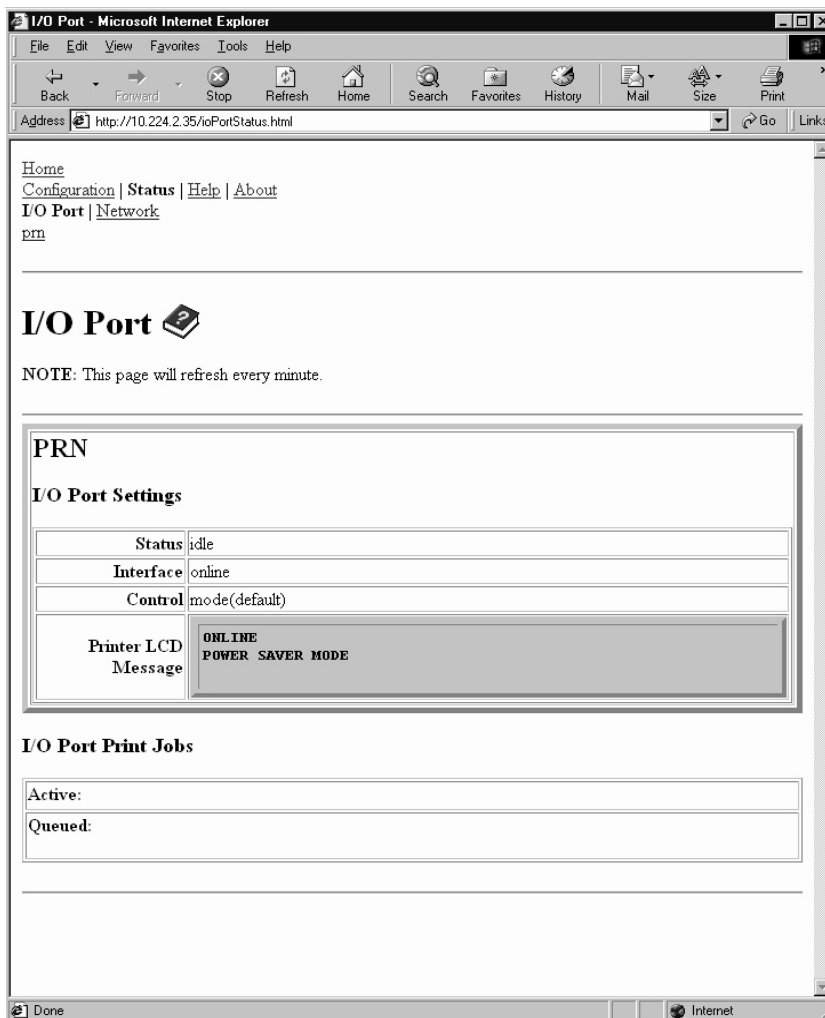 I/O Port - Microsoft Internet Explorer
File Edit View Favorites Tools Help
Back Forward Stop Refresh Home Search Favorites History Mail Size Print
Address http://10.224.2.35/ioPortStatus.html Go Links
Home
Configuration | Status | Help | About
I/O Port | Network
prn
I/O Port
NOTE: This page will refresh every minute.
PRN
I/O Port Settings
Status idle
Interface online
Control mode(default)
Printer LCD Message
ONLINE
POWER SAVER MODE
I/O Port Print Jobs
Active:
Queued:
Done Internet